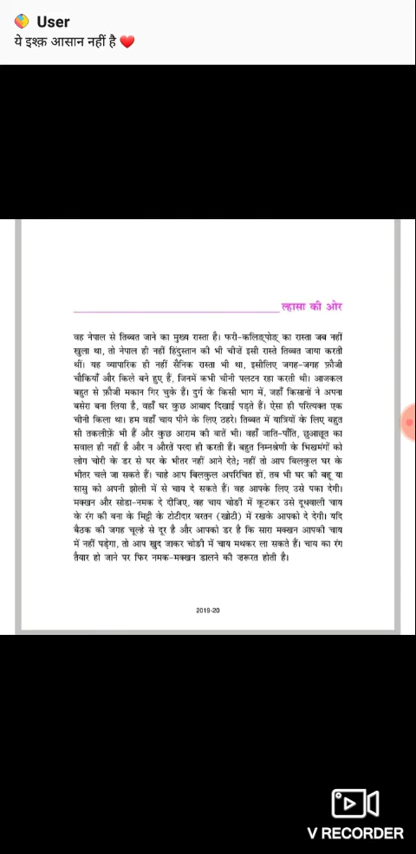 User
ये इश्क़ आसान नहीं है
ल्हासा की ओर
वह नेपाल से तिब्बत जाने का मुख्य रास्ता है। फरी-कलिङ्पोङ् का रास्ता जब नहीं
खुला था, तो नेपाल ही नहीं हिंदुस्तान की भी चीजें इसी रास्ते तिब्बत जाया करती
थीं। यह व्यापारिक ही नहीं सैनिक रास्ता भी था, इसीलिए जगह-जगह फ़ौजी
चौकियाँ और किले बने हुए हैं, जिनमें कभी चीनी पलटन रहा करती थी। आजकल
बहुत से फ़ौजी मकान गिर चुके हैं। दुर्ग के किसी भाग में, जहाँ किसानों ने अपना
बसेरा बना लिया है, वहाँ घर कुछ आबाद दिखाई पड़ते हैं। ऐसा ही परित्यक्त एक
चीनी किला था। हम वहाँ चाय पीने के लिए ठहरे। तिब्बत में यात्रियों के लिए बहुत
सी तकलीफ़ें भी हैं और कुछ आराम की बातें भी। वहाँ जाति-पाँति, छुआछूत का
सवाल ही नहीं है और न औरतें परदा ही करती हैं। बहुत निम्नश्रेणी के भिखमंगों को
लोग चोरी के डर से घर के भीतर नहीं आने देते; नहीं तो आप बिलकुल घर के
भीतर चले जा सकते हैं। चाहे आप बिलकुल अपरिचित हों, तब भी घर की बहू या
सासु को अपनी झोली में से चाय दे सकते हैं। वह आपके लिए उसे पका देगी।
मक्खन और सोडा-नमक दे दीजिए, वह चाय चोङी में कूटकर उसे दूधवाली चाय
के रंग की बना के मिट्टी के टोटीदार बरतन (खोटी) में रखके आपको दे देगी। यदि
बैठक की जगह चूल्हे से दूर है और आपको डर है कि सारा मक्खन आपकी चाय
में नहीं पड़ेगा, तो आप खुद जाकर चोङी में चाय मथकर ला सकते हैं। चाय का रंग
तैयार हो जाने पर फिर नमक-मक्खन डालने की ज़रूरत होती है।
2019-20
V RECORDER